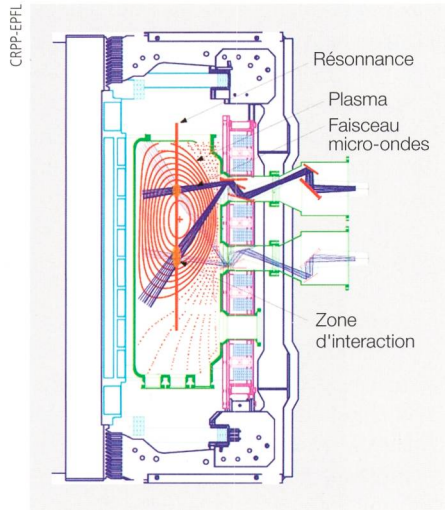 CRPP-EPFL
Résonnance
Plasma
Faisceau
micro-ondes
Zone
d'interaction